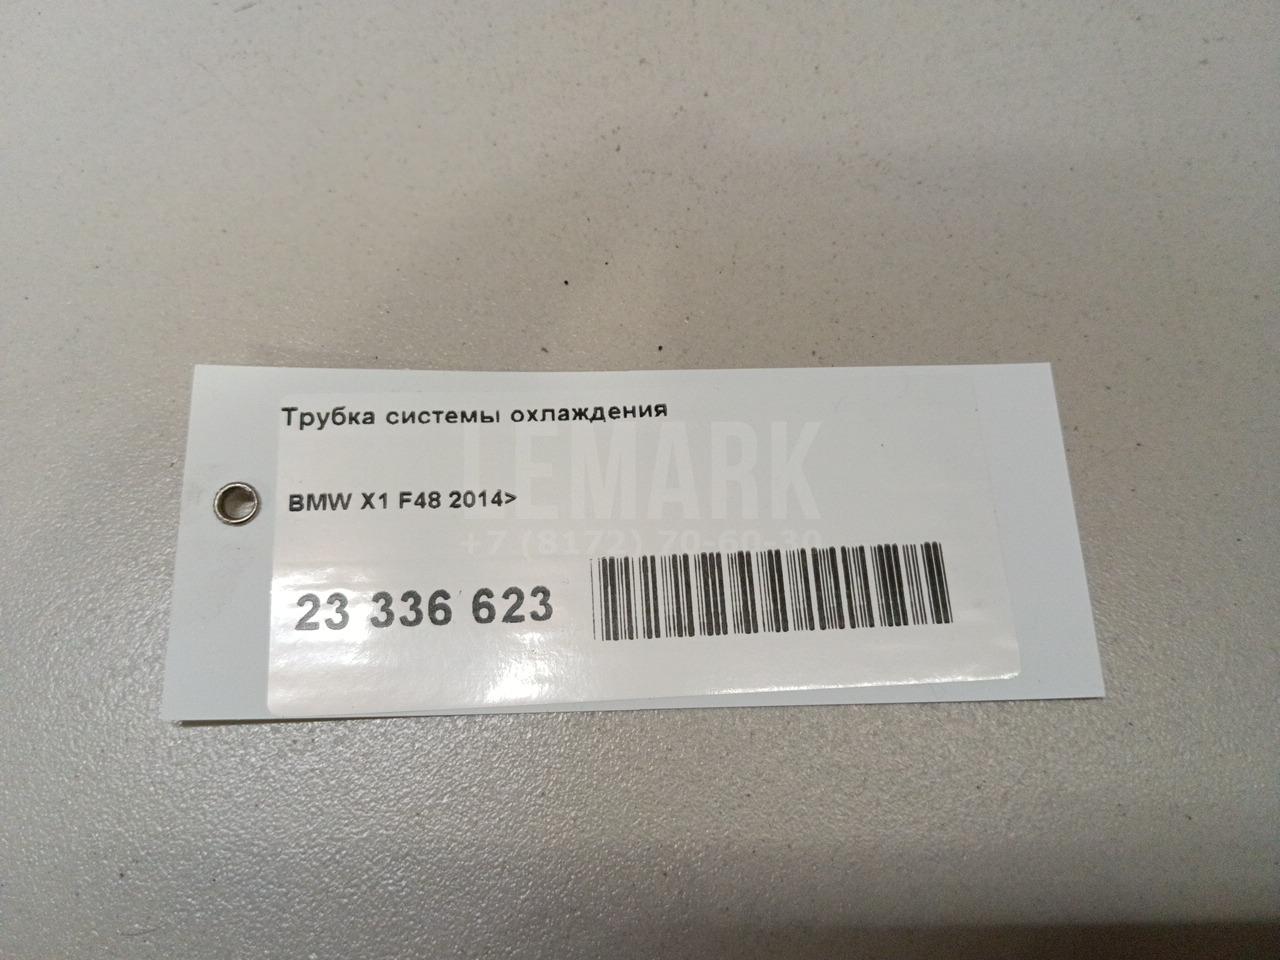 Трубка системы охлаждения
LEMARK
BMW X1 F48 2014>
+7 (8172) 70-60-30
23 336 623